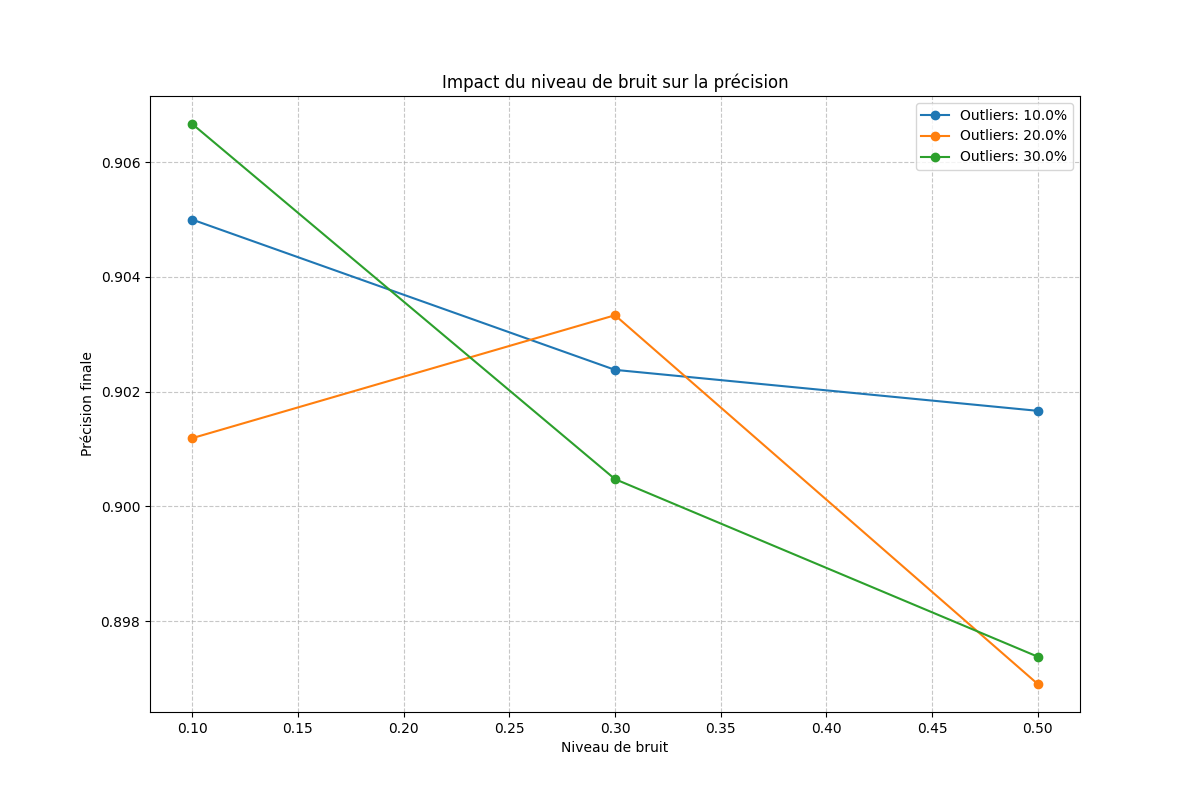 Impact du niveau de bruit sur la précision
Outliers: 10.0%
Outliers: 20.0%
Outliers: 30.0%
Précision finale
0.906
0.904
0.902
0.900
0.898
0.10 0.15 0.20 0.25 0.30 0.35 0.40 0.45 0.50
Niveau de bruit